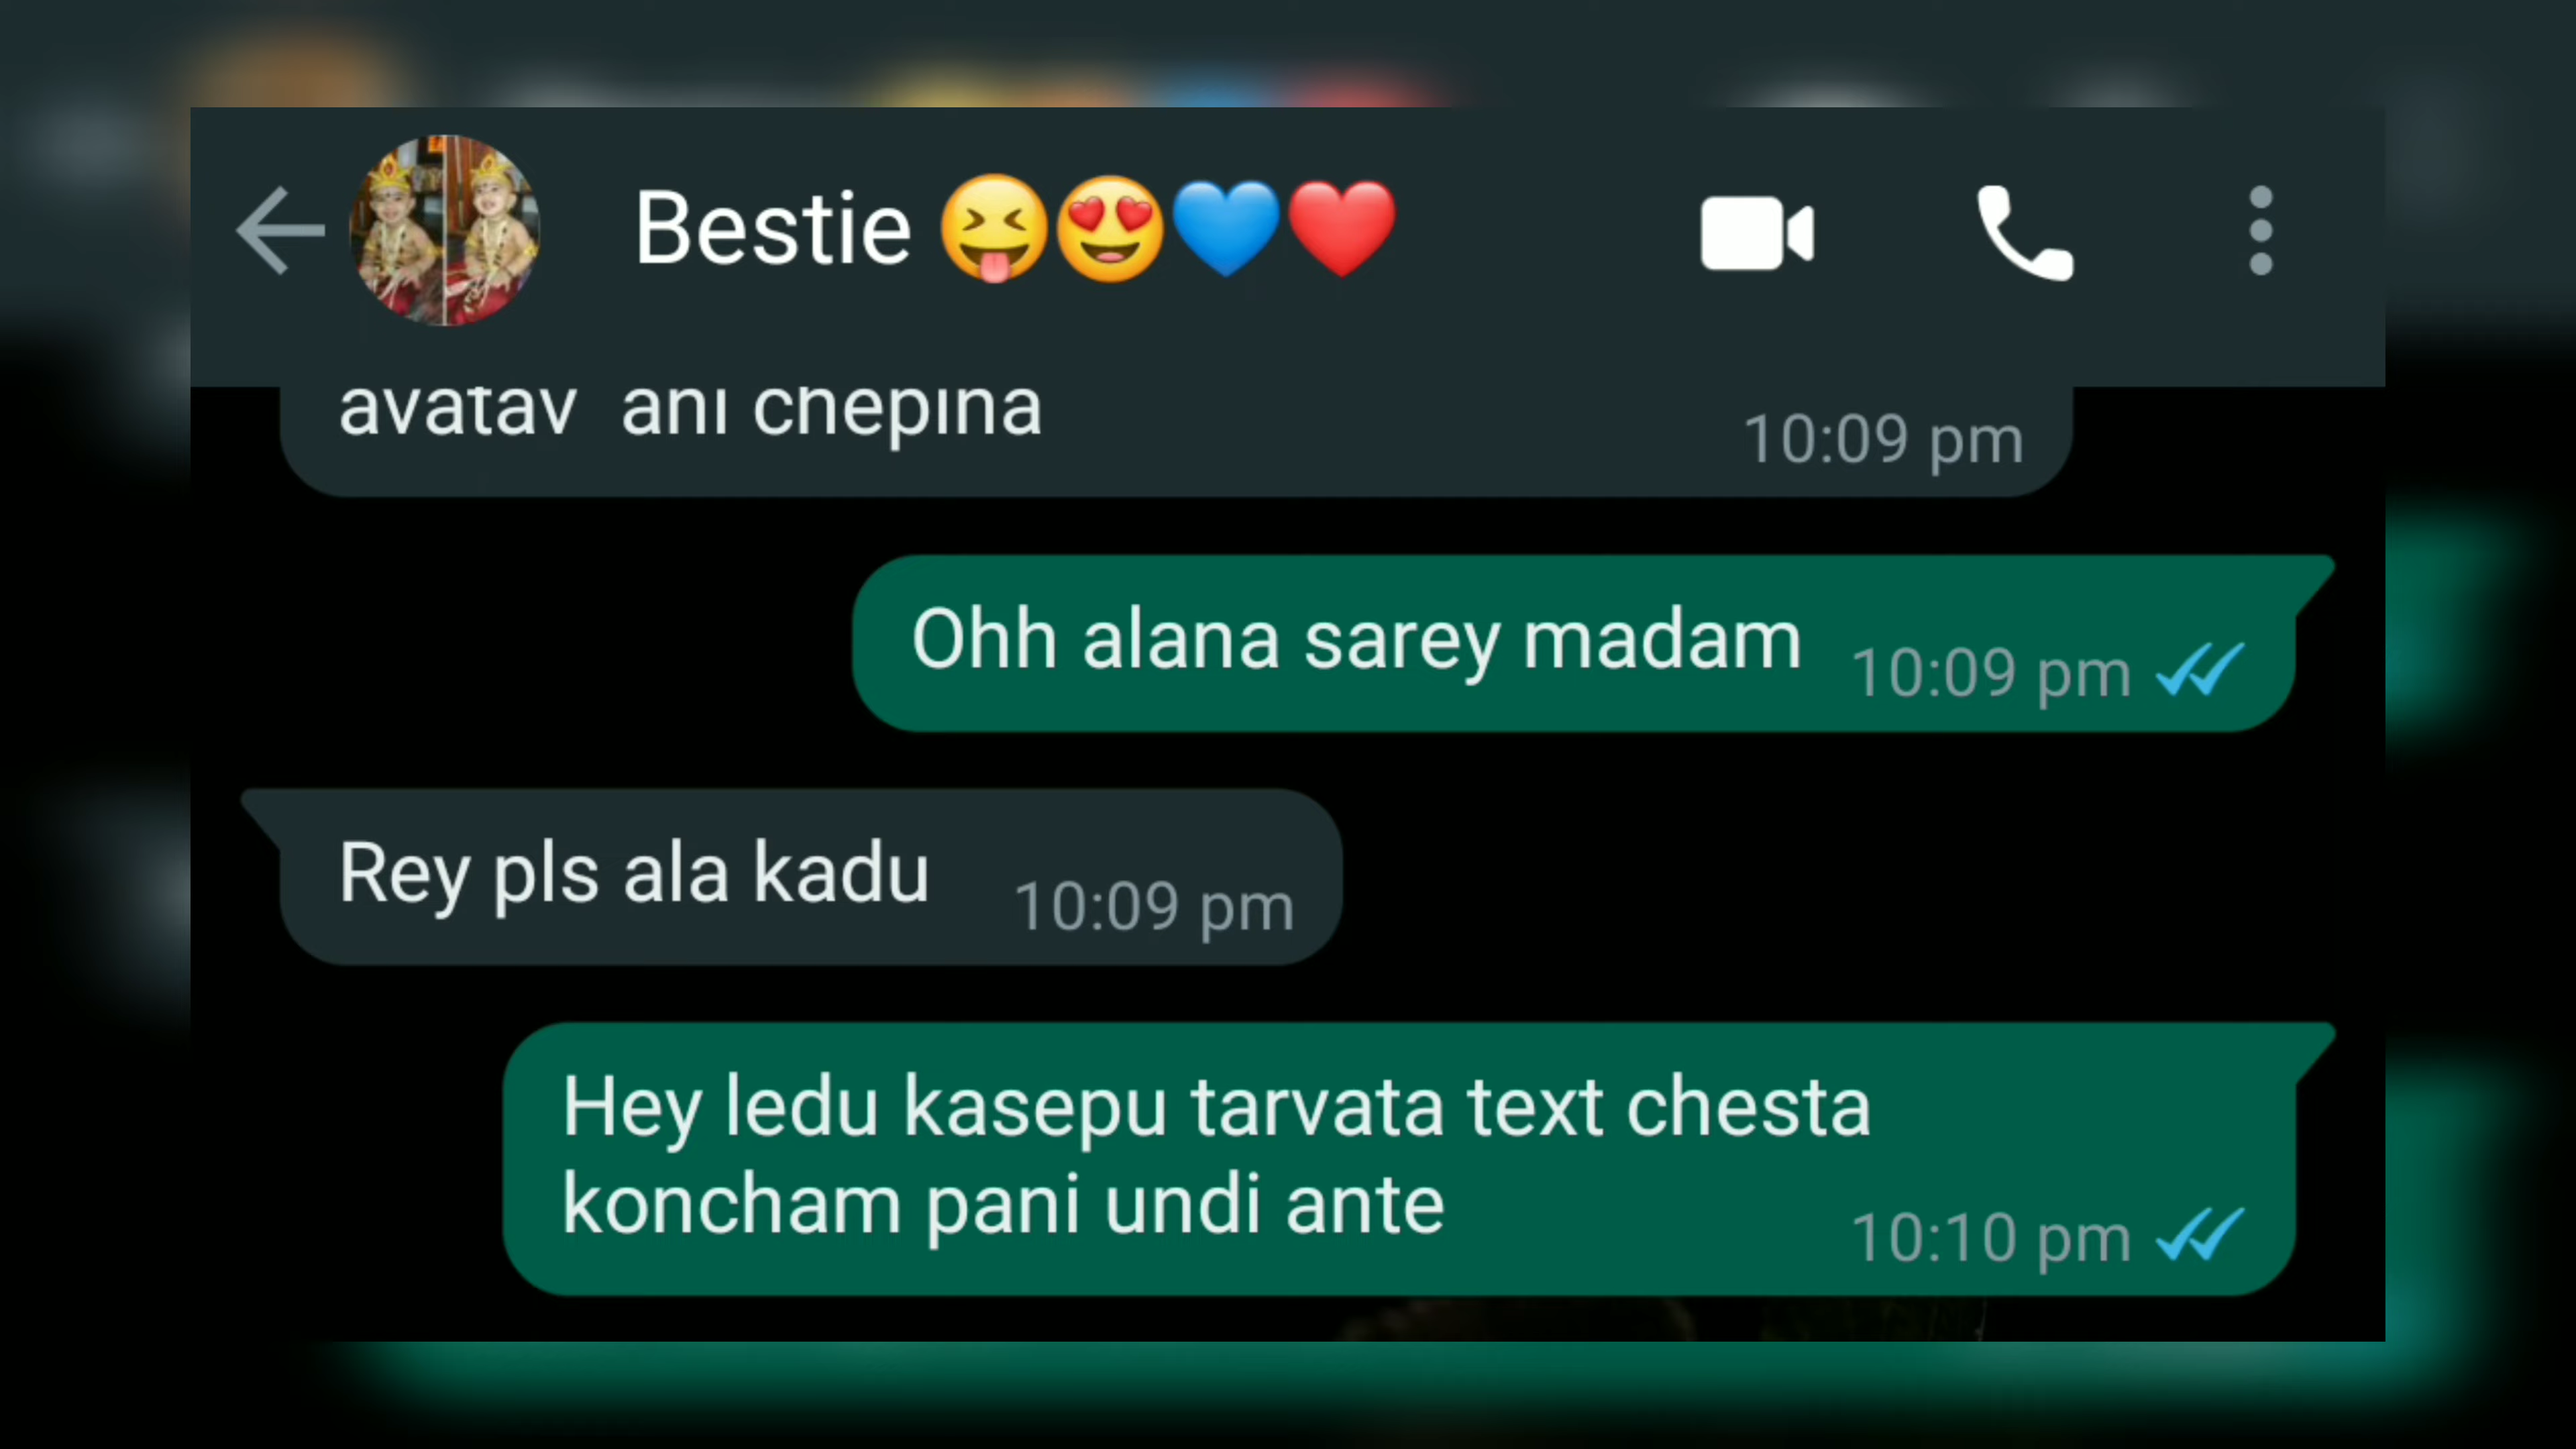 Bestie 😝😍💙❤️
avatav ani chepina
10:09 pm
Ohh alana sarey madam
10:09 pm
Rey pls ala kadu
10:09 pm
Hey ledu kasepu tarvata text chesta
koncham pani undi ante
10:10 pm